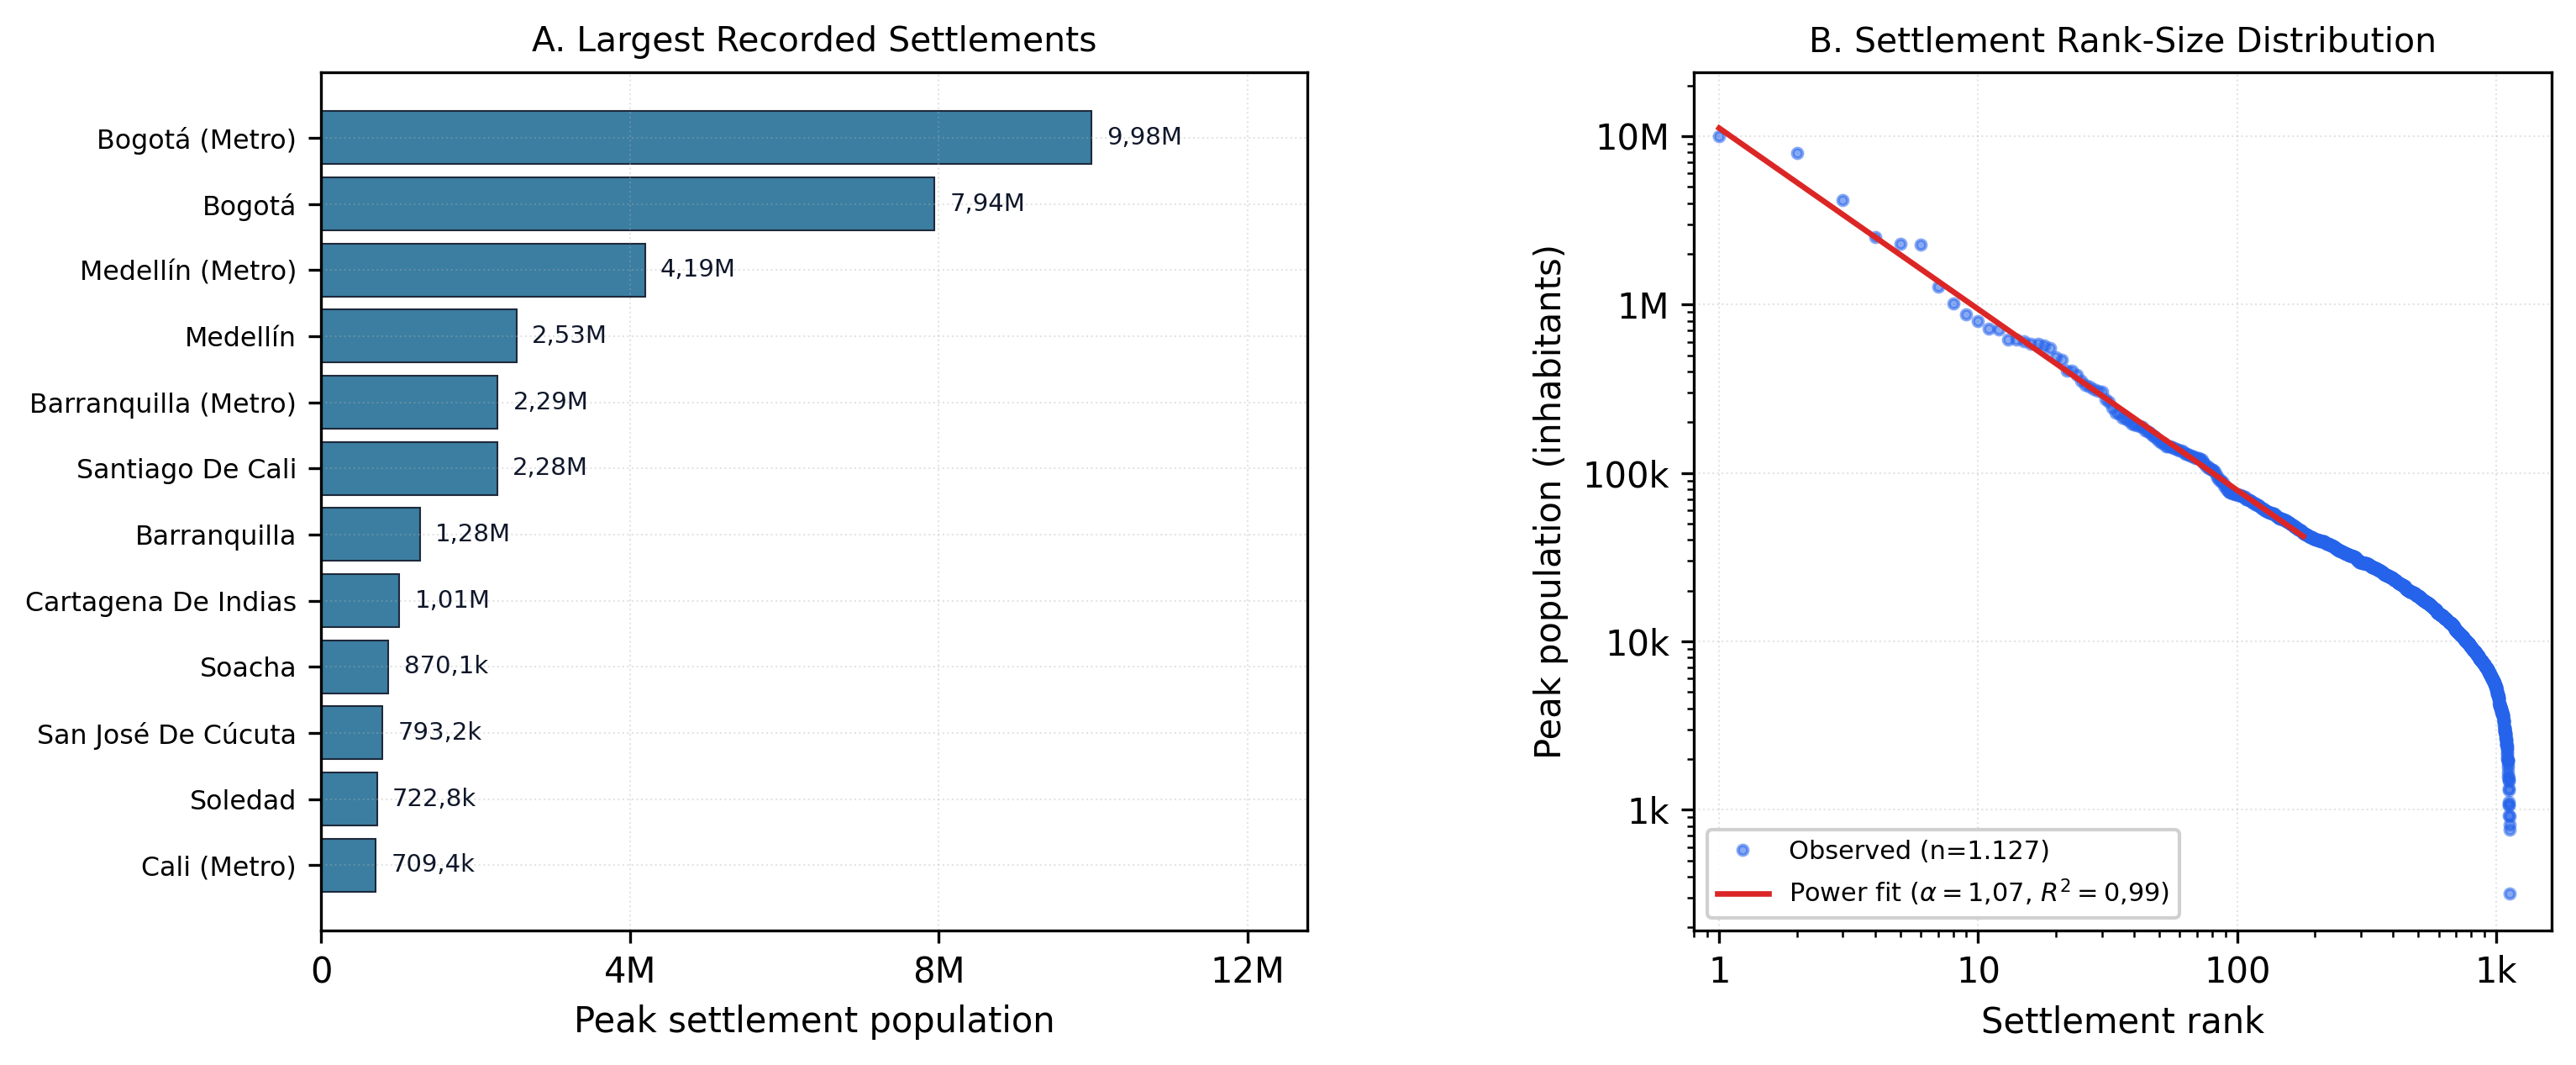 A. Largest Recorded Settlements
Bogotá (Metro)
9,98M
Bogotá
7,94M
Medellín (Metro)
4,19M
Medellín
2,53M
Barranquilla (Metro)
2,29M
Santiago De Cali
2,28M
Barranquilla
1,28M
Cartagena De Indias
1,01M
Soacha
870,1k
San José De Cúcuta
793,2k
Soledad
722,8k
Cali (Metro)
709,4k
0 4M 8M 12M
Peak settlement population
B. Settlement Rank-Size Distribution
Peak population (inhabitants)
10M
1M
100k
10k
1k
Observed (n=1.127)
Power fit (α = 1,07, R² = 0,99)
1 10 100 1k
Settlement rank